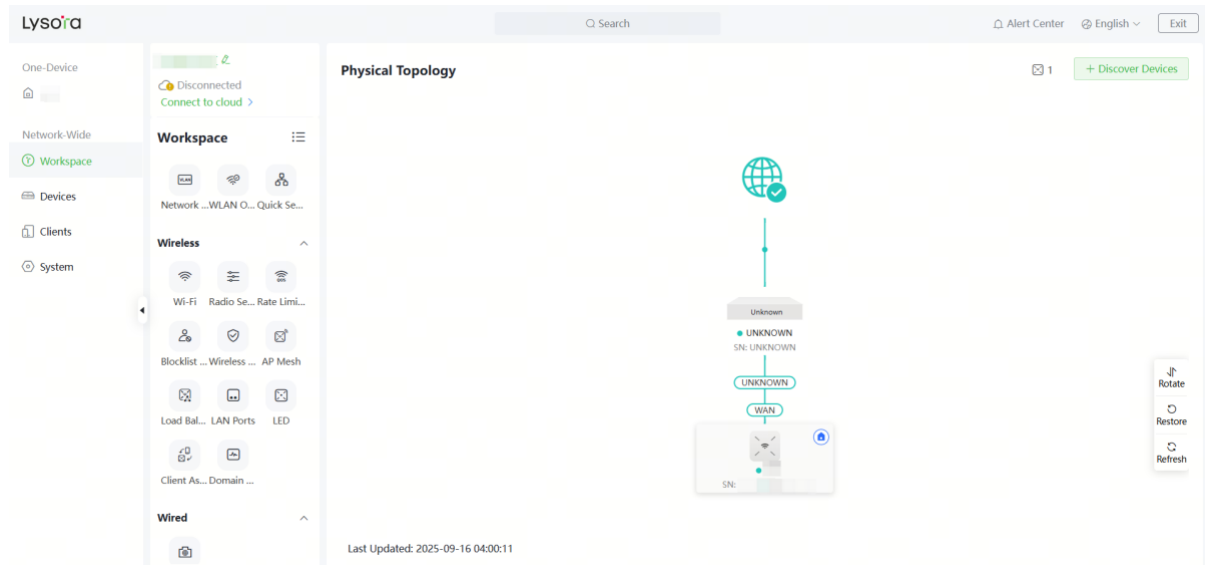 Lysora
Search
Alert Center
English
Exit
One-Device
Network-Wide
Workspace
Devices
Clients
System
Disconnected
Connect to cloud >
Workspace
Network ...
WLAN O...
Quick Se...
Wireless
Wi-Fi
Radio Se...
Rate Limi...
Blocklist ...
Wireless ...
AP Mesh
Load Bal...
LAN Ports
LED
Client As...
Domain ...
Wired
Physical Topology
1
+ Discover Devices
Unknown
UNKNOWN
SN: UNKNOWN
UNKNOWN
WAN
SN:
Rotate
Restore
Refresh
Last Updated: 2025-09-16 04:00:11